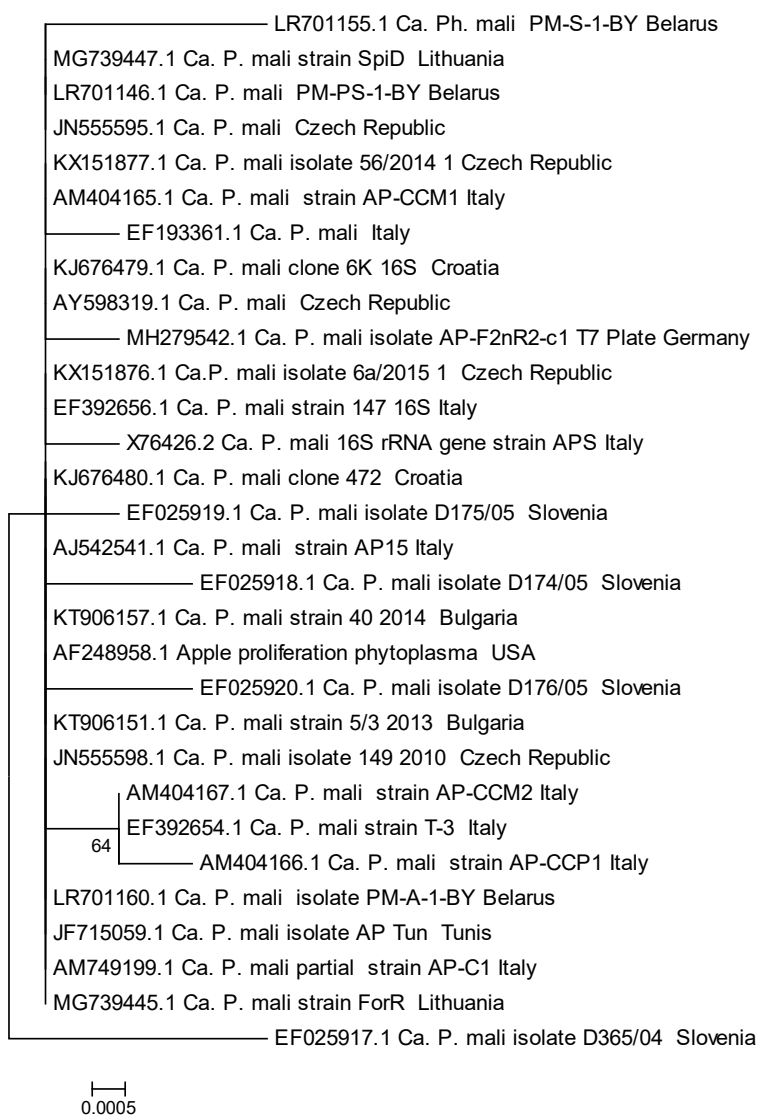 LR701155.1 Ca. Ph. mali PM-S-1-BY Belarus
MG739447.1 Ca. P. mali strain SpiD Lithuania
LR701146.1 Ca. P. mali PM-PS-1-BY Belarus
JN555595.1 Ca. P. mali Czech Republic
KX151877.1 Ca. P. mali isolate 56/2014 1 Czech Republic
AM404165.1 Ca. P. mali strain AP-CCM1 Italy
EF193361.1 Ca. P. mali Italy
KJ676479.1 Ca. P. mali clone 6K 16S Croatia
AY598319.1 Ca. P. mali Czech Republic
MH279542.1 Ca. P. mali isolate AP-F2nR2-c1 T7 Plate Germany
KX151876.1 Ca.P. mali isolate 6a/2015 1 Czech Republic
EF392656.1 Ca. P. mali strain 147 16S Italy
X76426.2 Ca. P. mali 16S rRNA gene strain APS Italy
KJ676480.1 Ca. P. mali clone 472 Croatia
EF025919.1 Ca. P. mali isolate D175/05 Slovenia
AJ542541.1 Ca. P. mali strain AP15 Italy
EF025918.1 Ca. P. mali isolate D174/05 Slovenia
KT906157.1 Ca. P. mali strain 40 2014 Bulgaria
AF248958.1 Apple proliferation phytoplasma USA
EF025920.1 Ca. P. mali isolate D176/05 Slovenia
KT906151.1 Ca. P. mali strain 5/3 2013 Bulgaria
JN555598.1 Ca. P. mali isolate 149 2010 Czech Republic
AM404167.1 Ca. P. mali strain AP-CCM2 Italy
EF392654.1 Ca. P. mali strain T-3 Italy
64
AM404166.1 Ca. P. mali strain AP-CCP1 Italy
LR701160.1 Ca. P. mali isolate PM-A-1-BY Belarus
JF715059.1 Ca. P. mali isolate AP Tun Tunis
AM749199.1 Ca. P. mali partial strain AP-C1 Italy
MG739445.1 Ca. P. mali strain ForR Lithuania
EF025917.1 Ca. P. mali isolate D365/04 Slovenia
0.0005